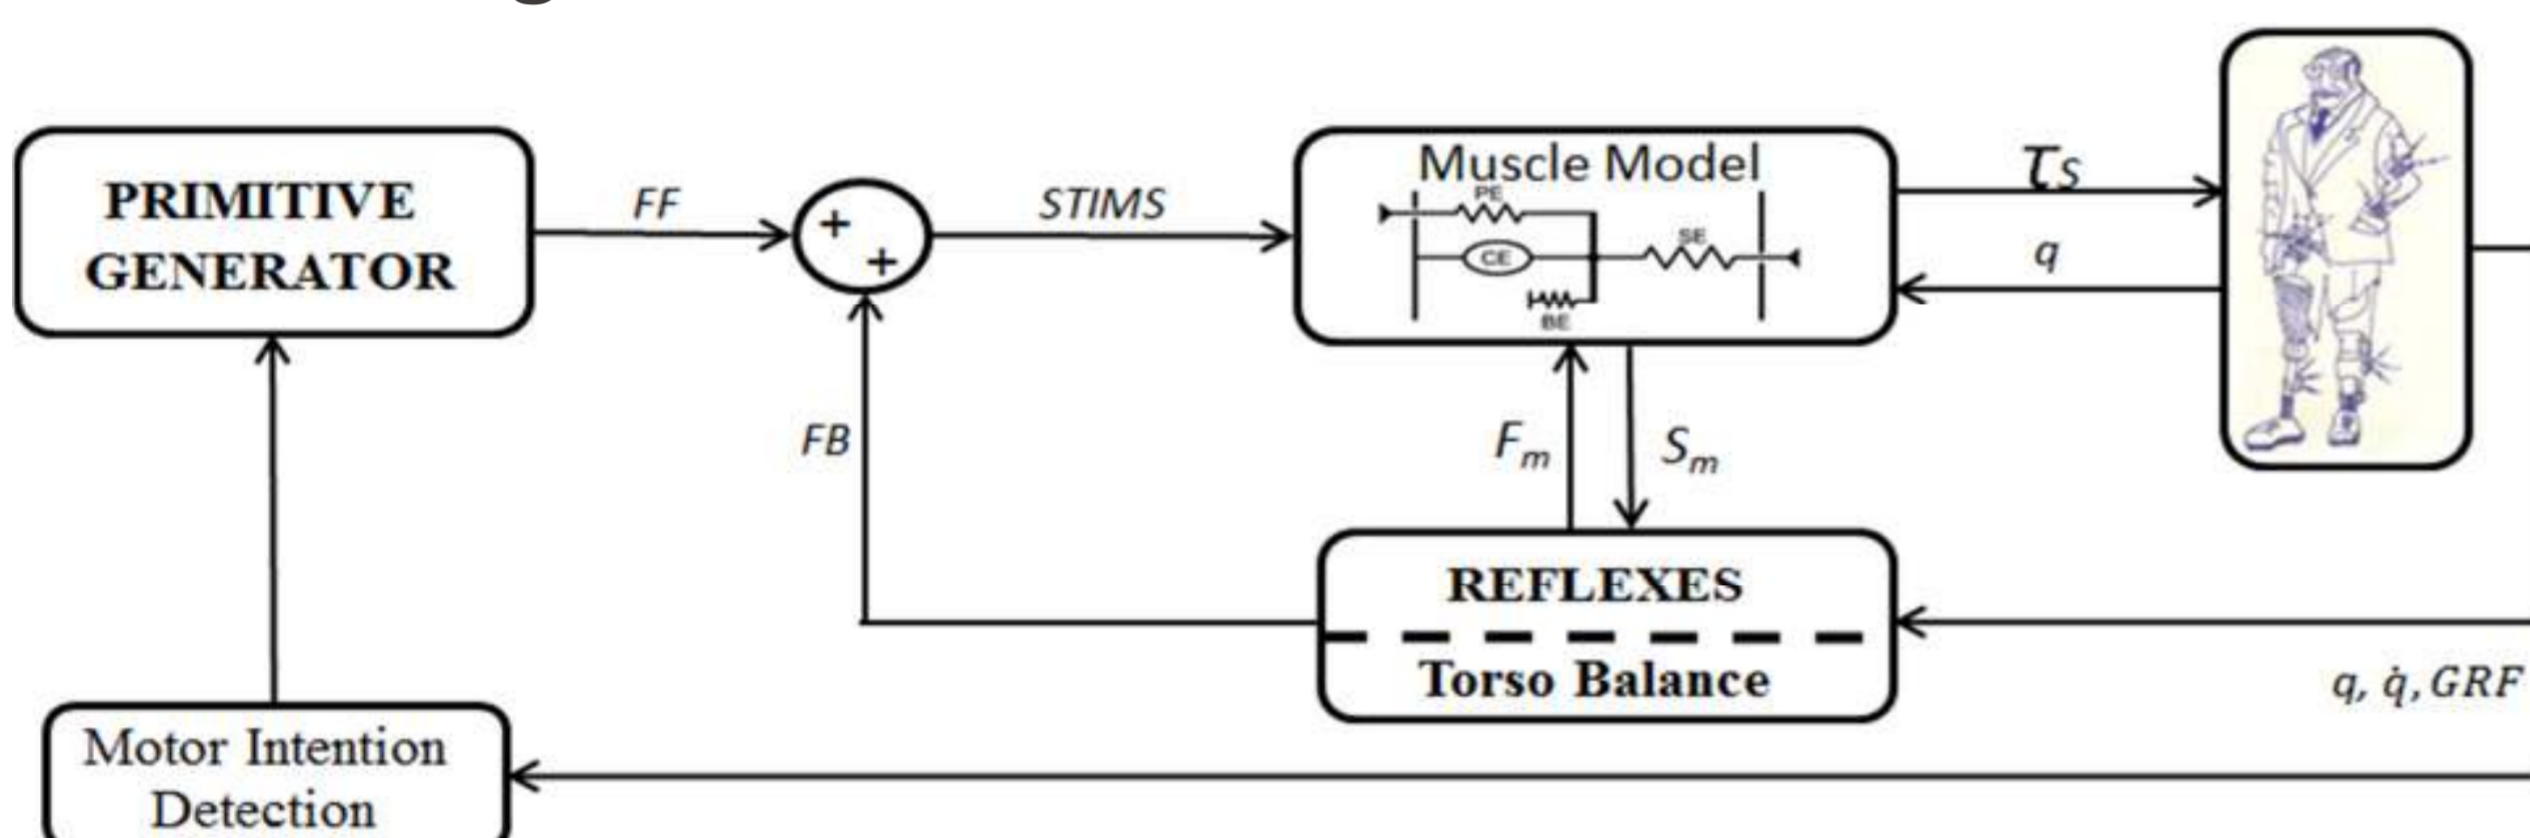 PRIMITIVE
GENERATOR
FF
+
+
STIMS
Muscle Model
PE
CE
SE
BE
τs
q
FB
Fm
Sm
REFLEXES
Torso Balance
q, q̇, GRF
Motor Intention
Detection